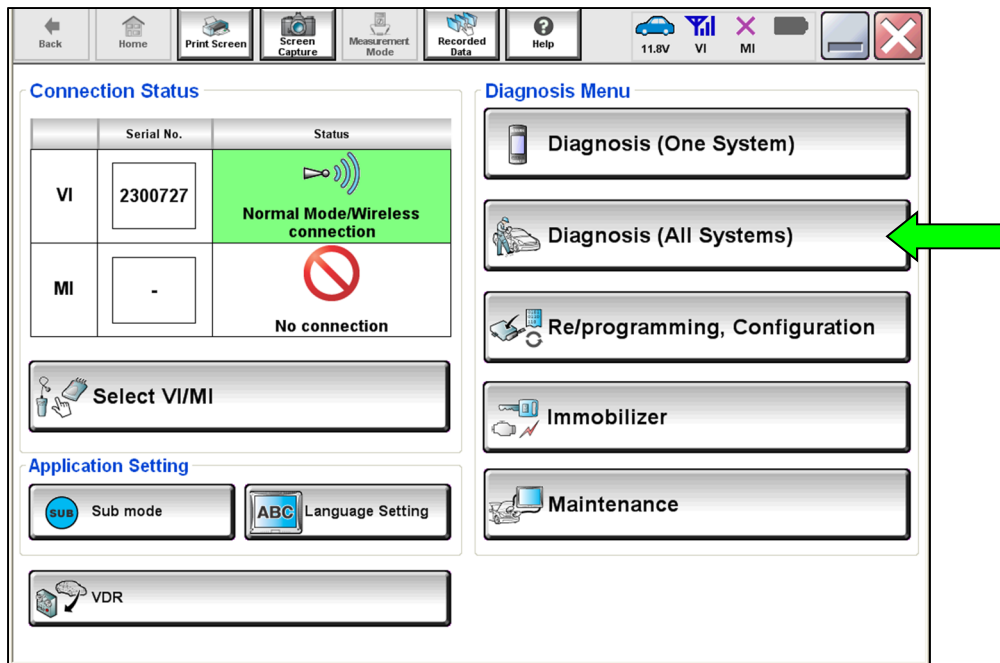 Back
Home
Print Screen
Screen
Capture
Measurement
Mode
Recorded
Data
Help
11.8V
VI
MI
Connection Status
Serial No.
Status
VI
2300727
Normal Mode/Wireless
connection
MI
-
No connection
Select VI/MI
Application Setting
SUB
Sub mode
ABC
Language Setting
VDR
Diagnosis Menu
Diagnosis (One System)
Diagnosis (All Systems)
Re/programming, Configuration
Immobilizer
Maintenance